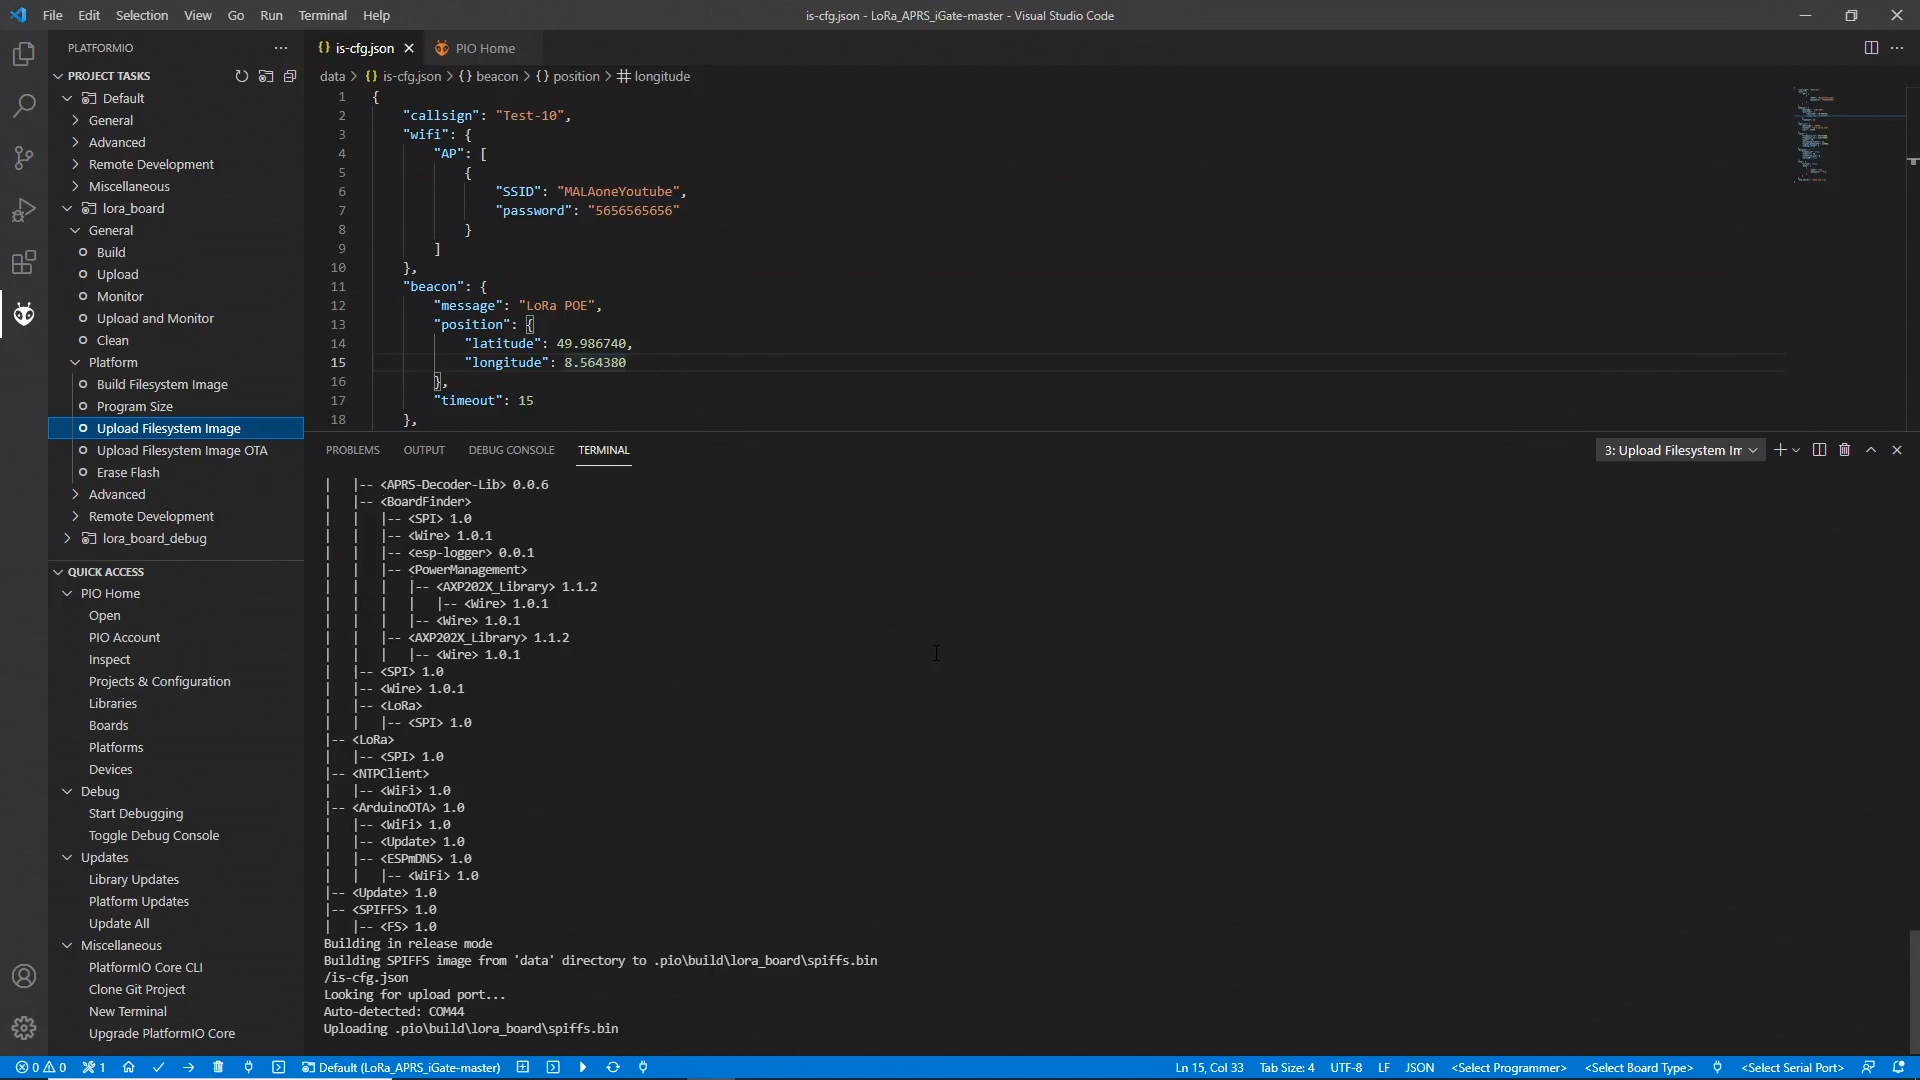 File Edit Selection View Go Run Terminal Help
is-cfg.json - LoRa_APRS_iGate-master - Visual Studio Code
PLATFORMIO
PROJECT TASKS
Default
General
Advanced
Remote Development
Miscellaneous
lora_board
General
Build
Upload
Monitor
Upload and Monitor
Clean
Platform
Build Filesystem Image
Program Size
Upload Filesystem Image
Upload Filesystem Image OTA
Erase Flash
Advanced
Remote Development
lora_board_debug
QUICK ACCESS
PIO Home
Open
PIO Account
Inspect
Projects & Configuration
Libraries
Boards
Platforms
Devices
Debug
Start Debugging
Toggle Debug Console
Updates
Library Updates
Platform Updates
Update All
Miscellaneous
PlatformIO Core CLI
Clone Git Project
New Terminal
Upgrade PlatformIO Core
{} is-cfg.json PIO Home
data > {} is-cfg.json > {} beacon > {} position > # longitude
1 {
2 "callsign": "Test-10",
3 "wifi": {
4 "AP": [
5 {
6 "SSID": "MALAoneYoutube",
7 "password": "5656565656"
8 }
9 ]
10 },
11 "beacon": {
12 "message": "LoRa POE",
13 "position": {
14 "latitude": 49.986740,
15 "longitude": 8.564380
16 },
17 "timeout": 15
18 },
PROBLEMS OUTPUT DEBUG CONSOLE TERMINAL
3: Upload Filesystem Im
| |-- <APRS-Decoder-Lib> 0.0.6
| |-- <BoardFinder>
| | |-- <SPI> 1.0
| | |-- <Wire> 1.0.1
| | |-- <esp-logger> 0.0.1
| | |-- <PowerManagement>
| | | |-- <AXP202X_Library> 1.1.2
| | | | |-- <Wire> 1.0.1
| | | |-- <Wire> 1.0.1
| | |-- <AXP202X_Library> 1.1.2
| | | |-- <Wire> 1.0.1
| |-- <SPI> 1.0
| |-- <Wire> 1.0.1
| |-- <LoRa>
| | |-- <SPI> 1.0
|-- <LoRa>
| |-- <SPI> 1.0
|-- <NTPClient>
| |-- <WiFi> 1.0
|-- <ArduinoOTA> 1.0
| |-- <WiFi> 1.0
| |-- <Update> 1.0
| |-- <ESPmDNS> 1.0
| | |-- <WiFi> 1.0
|-- <Update> 1.0
|-- <SPIFFS> 1.0
| |-- <FS> 1.0
Building in release mode
Building SPIFFS image from 'data' directory to .pio\build\lora_board\spiffs.bin
/is-cfg.json
Looking for upload port...
Auto-detected: COM44
Uploading .pio\build\lora_board\spiffs.bin
0 0 1 Default (LoRa_APRS_iGate-master) Ln 15, Col 33 Tab Size: 4 UTF-8 LF JSON <Select Programmer> <Select Board Type> <Select Serial Port>